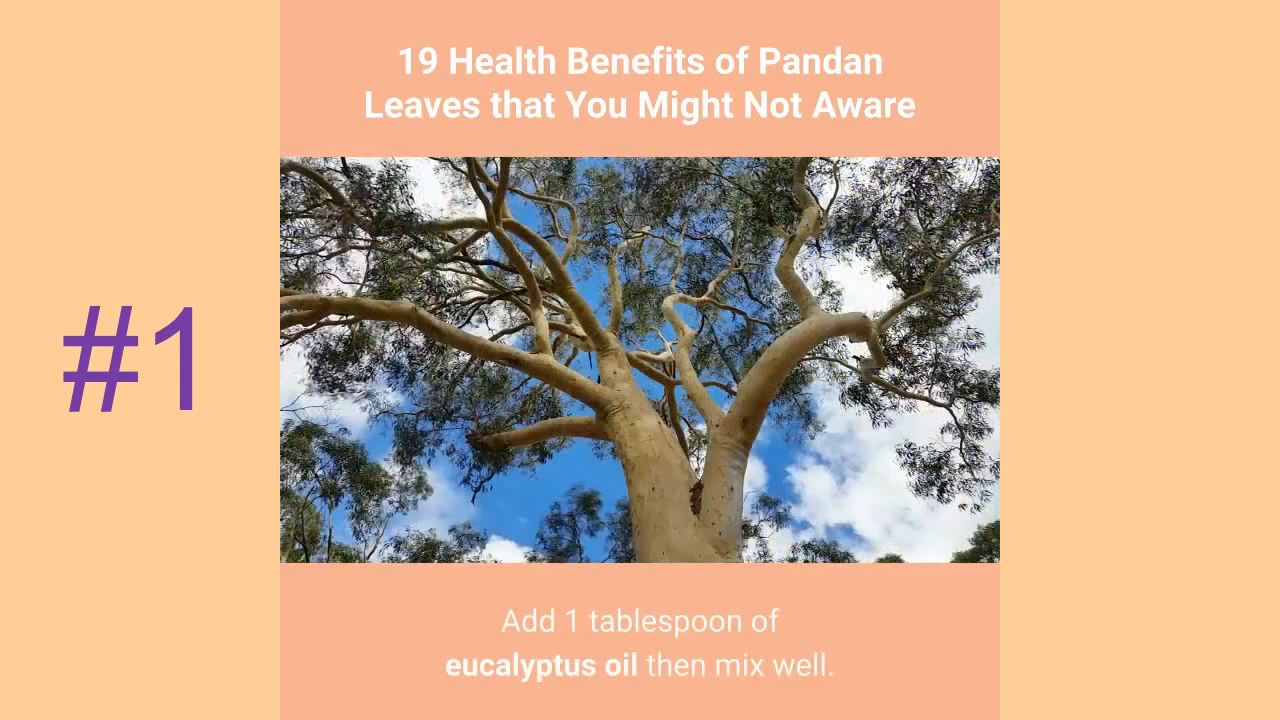 19 Health Benefits of Pandan
Leaves that You Might Not Aware
#1
Add 1 tablespoon of
eucalyptus oil then mix well.